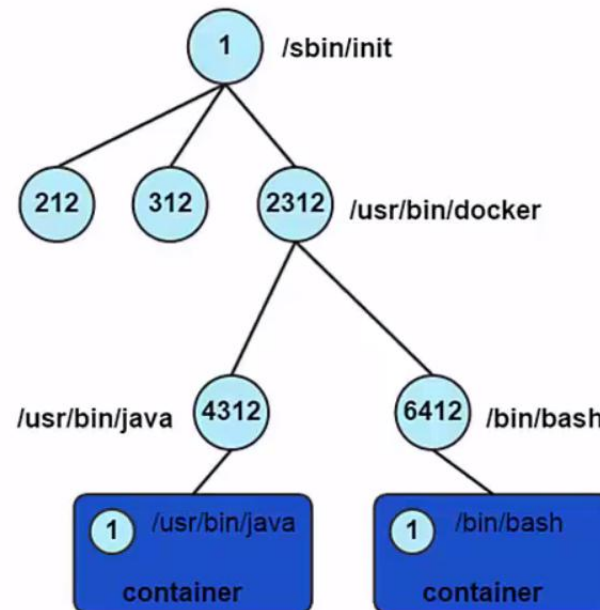 1 /sbin/init
212 312 2312 /usr/bin/docker
/usr/bin/java 4312 6412 /bin/bash
1 /usr/bin/java 1 /bin/bash
container container